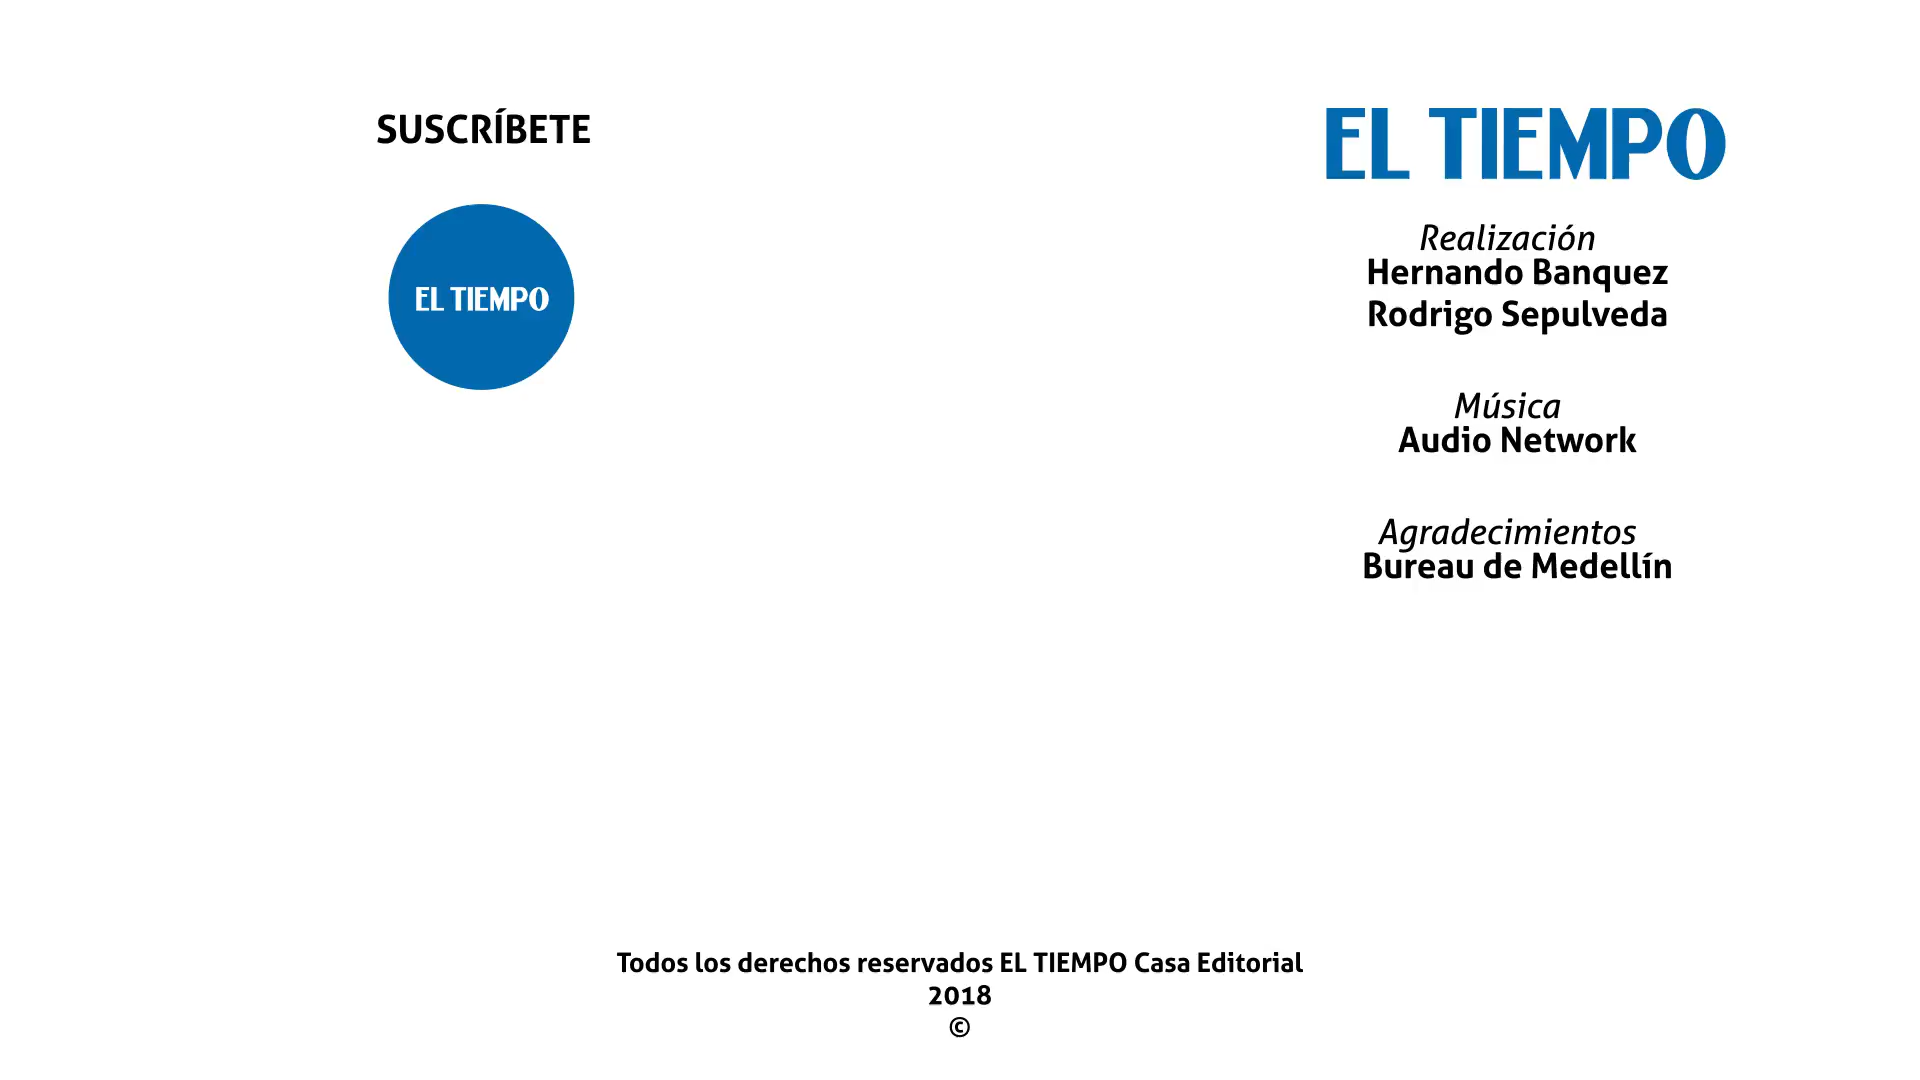 SUSCRÍBETE
EL TIEMPO
EL TIEMPO
Realización
Hernando Banquez
Rodrigo Sepulveda
Música
Audio Network
Agradecimientos
Bureau de Medellín
Todos los derechos reservados EL TIEMPO Casa Editorial
2018
©